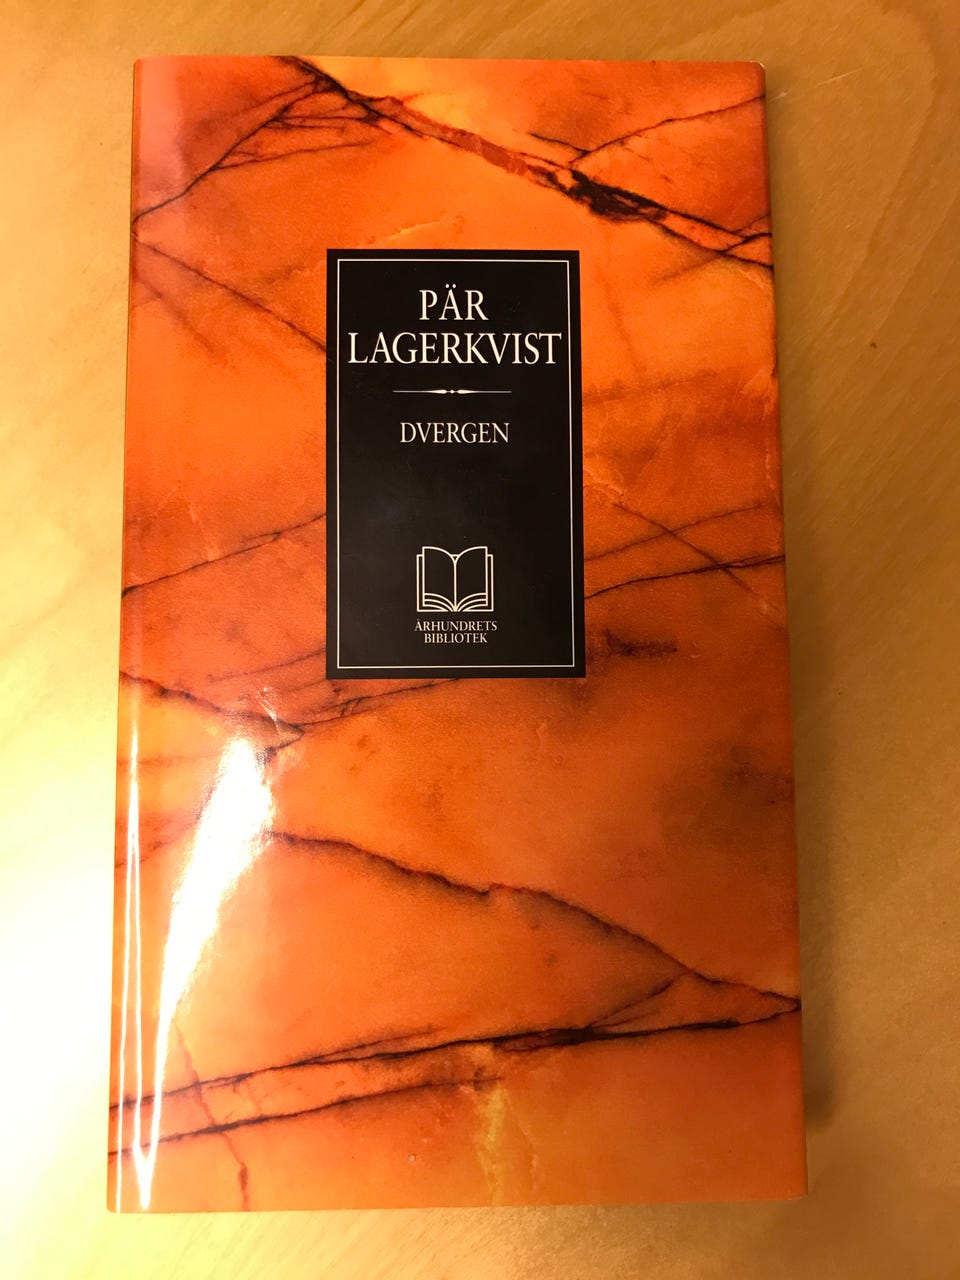 PÄR
LAGERKVIST
DVERGEN
ÅRHUNDRETS
BIBLIOTEK